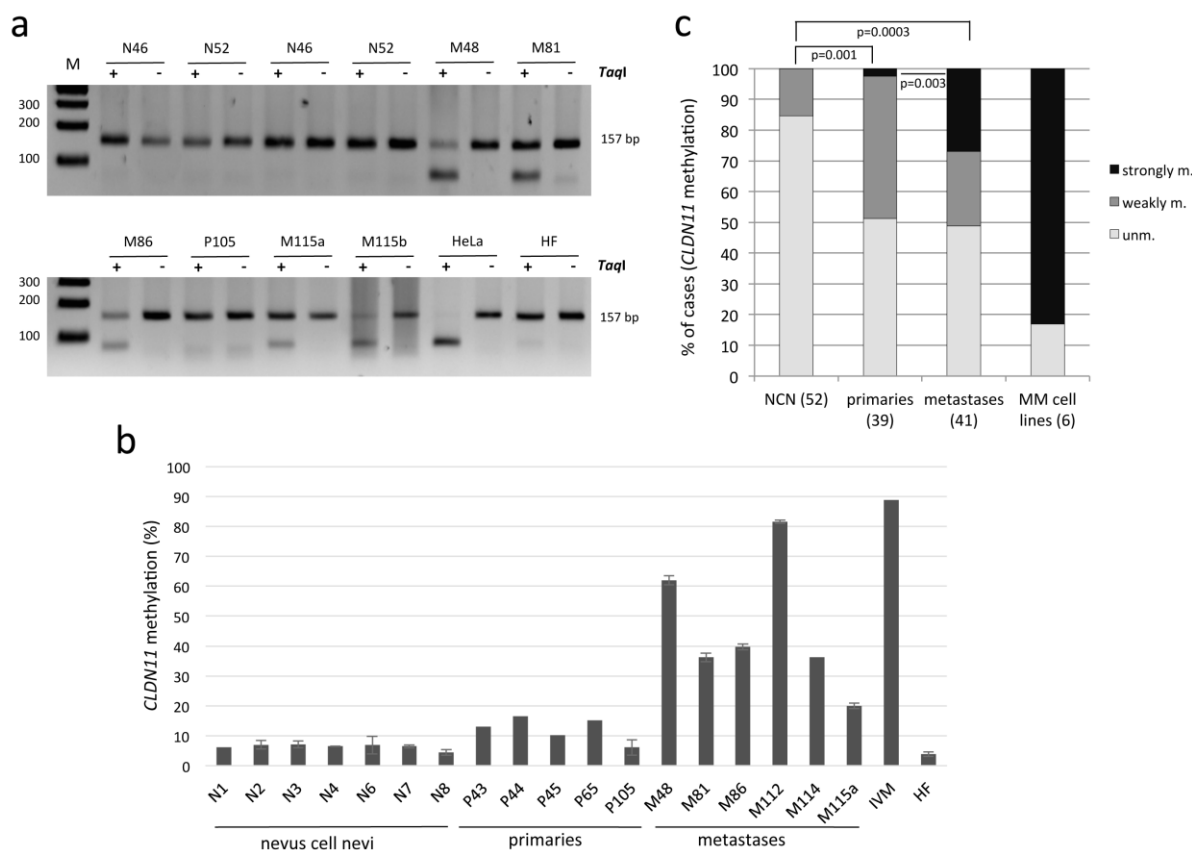 a
M N46 N52 N46 N52 M48 M81
+ - + - + - + - + - + - TaqI
300
200
100
157 bp
M86 P105 M115a M115b HeLa HF
+ - + - + - + - + - + - TaqI
300
200
100
157 bp
c
p=0.0003
p=0.001
p=0.003
% of cases (CLDN11 methylation)
100
90
80
70
60
50
40
30
20
10
0
NCN (52) primaries (39) metastases (41) MM cell lines (6)
strongly m.
weakly m.
unm.
b
CLDN11 methylation (%)
100
90
80
70
60
50
40
30
20
10
0
N1 N2 N3 N4 N6 N7 N8 P43 P44 P45 P65 P105 M48 M81 M86 M112 M114 M115a IVM HF
nevus cell nevi primaries metastases